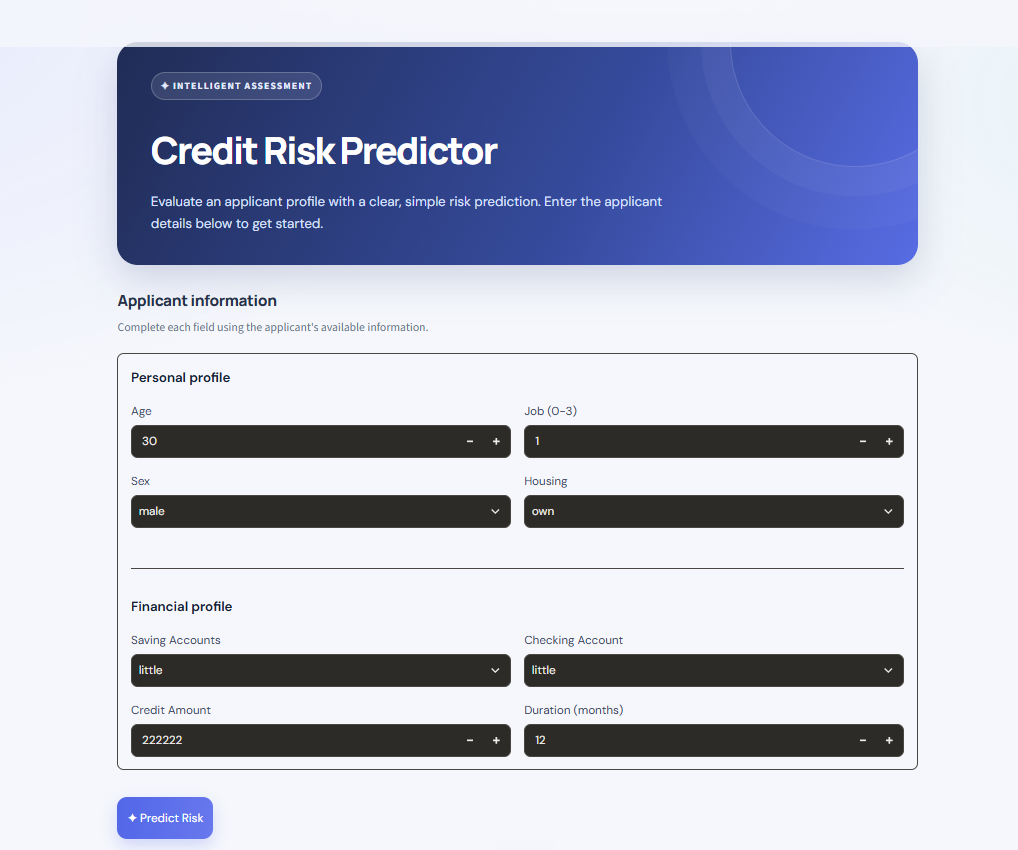 ✦ INTELLIGENT ASSESSMENT
Credit Risk Predictor
Evaluate an applicant profile with a clear, simple risk prediction. Enter the applicant
details below to get started.
Applicant information
Complete each field using the applicant's available information.
Personal profile
Age
Job (0-3)
30
1
Sex
Housing
male
own
Financial profile
Saving Accounts
Checking Account
little
little
Credit Amount
Duration (months)
222222
12
✦ Predict Risk